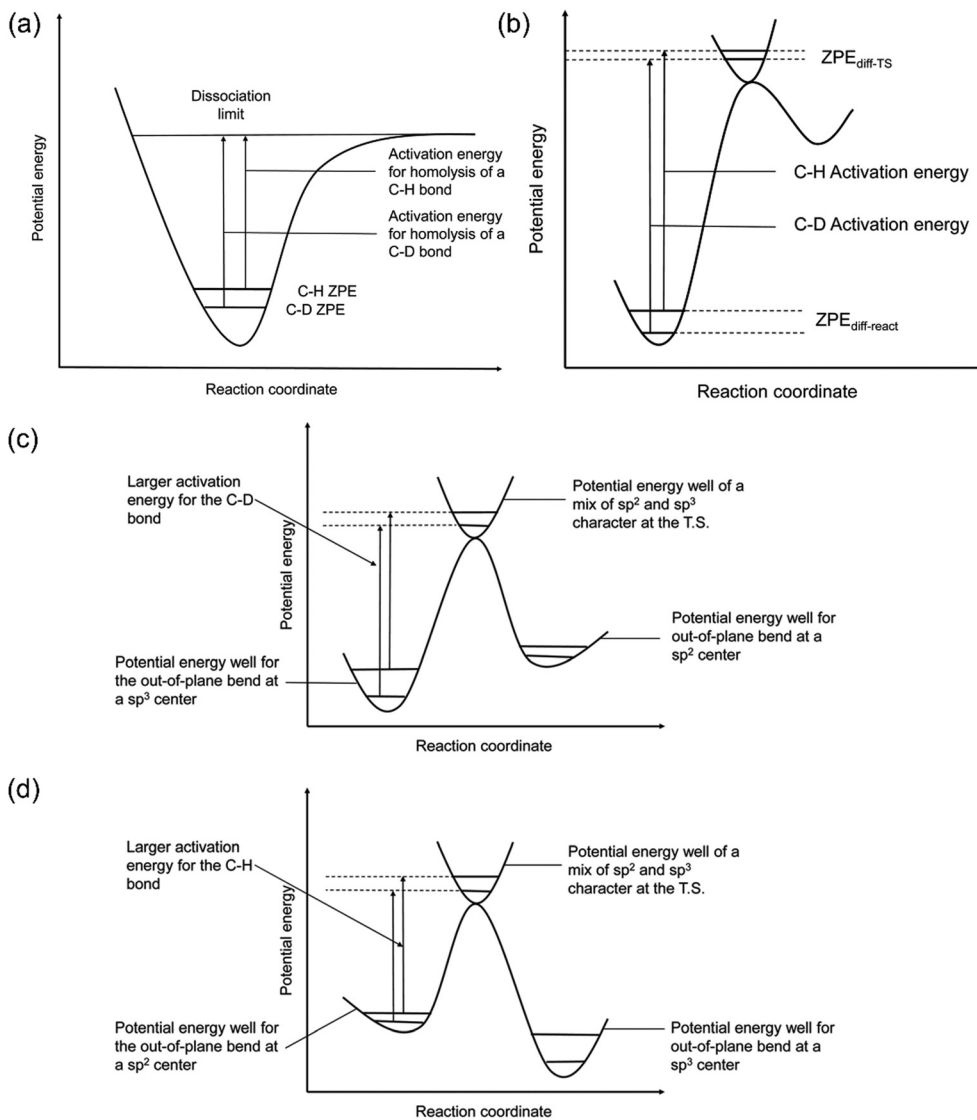 (a)
Potential energy
Dissociation
limit
Activation energy
for homolysis of a
C-H bond
Activation energy
for homolysis of a
C-D bond
C-H ZPE
C-D ZPE
Reaction coordinate
(b)
Potential energy
ZPEdiff-TS
C-H Activation energy
C-D Activation energy
ZPEdiff-react
Reaction coordinate
(c)
Larger activation
energy for the C-D
bond
Potential energy
Potential energy well of a
mix of sp² and sp³
character at the T.S.
Potential energy well for
out-of-plane bend at a
sp² center
Potential energy well for
the out-of-plane bend at
a sp³ center
Reaction coordinate
(d)
Larger activation
energy for the C-H
bond
Potential energy
Potential energy well of a
mix of sp² and sp³
character at the T.S.
Potential energy well for
the out-of-plane bend at
a sp² center
Potential energy well for
out-of-plane bend at a
sp³ center
Reaction coordinate